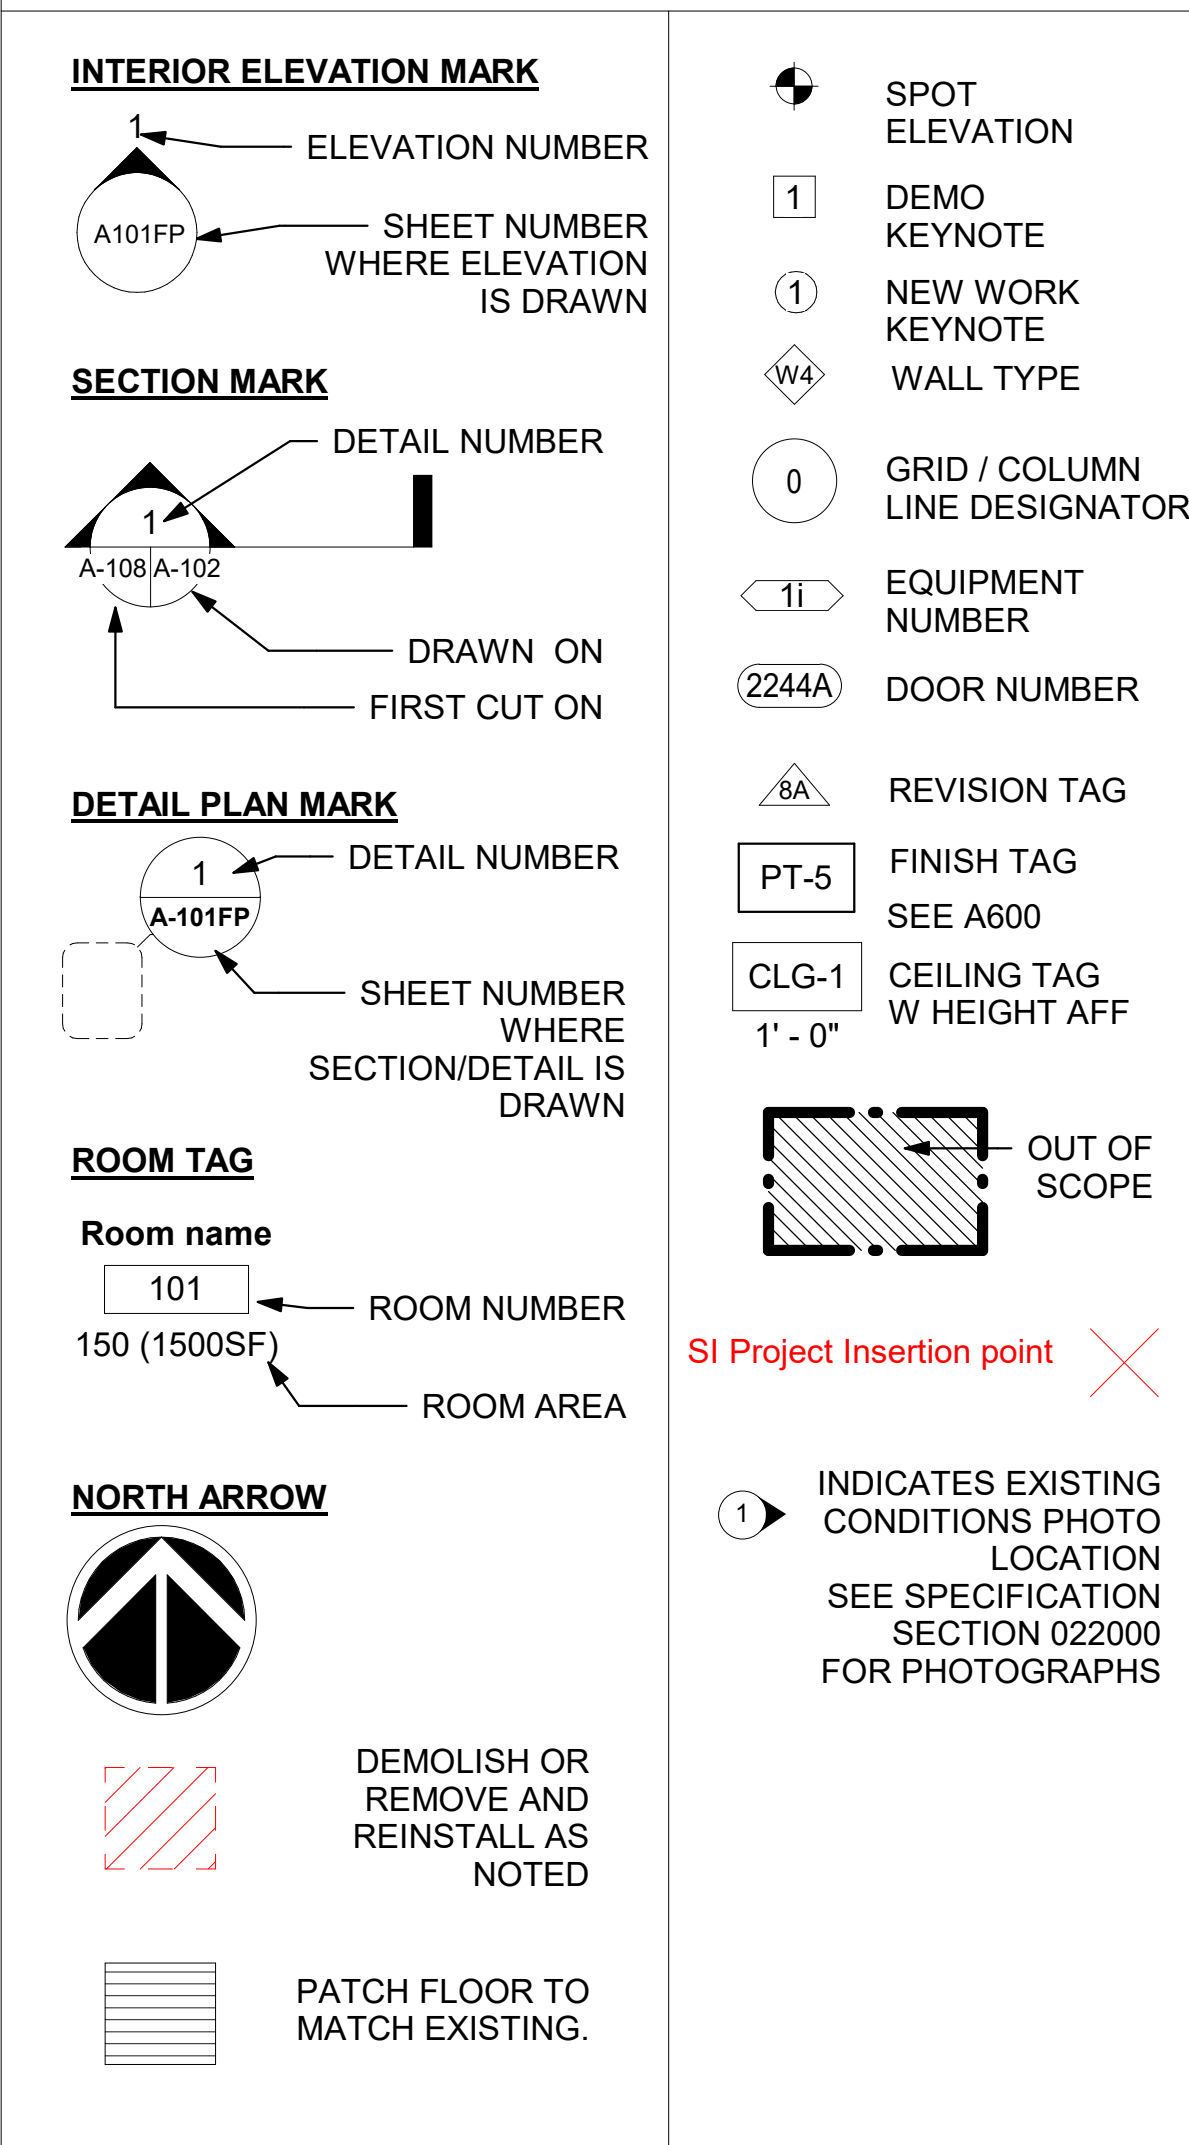 INTERIOR ELEVATION MARK
1
ELEVATION NUMBER
A101FP
SHEET NUMBER
WHERE ELEVATION
IS DRAWN
SECTION MARK
DETAIL NUMBER
1
A-108 A-102
DRAWN ON
FIRST CUT ON
DETAIL PLAN MARK
1
DETAIL NUMBER
A-101FP
SHEET NUMBER
WHERE
SECTION/DETAIL IS
DRAWN
ROOM TAG
Room name
101
ROOM NUMBER
150 (1500SF)
ROOM AREA
NORTH ARROW
DEMOLISH OR
REMOVE AND
REINSTALL AS
NOTED
PATCH FLOOR TO
MATCH EXISTING.
SPOT
ELEVATION
1
DEMO
KEYNOTE
1
NEW WORK
KEYNOTE
W4
WALL TYPE
0
GRID / COLUMN
LINE DESIGNATOR
1i
EQUIPMENT
NUMBER
2244A
DOOR NUMBER
8A
REVISION TAG
PT-5
FINISH TAG
SEE A600
CLG-1
CEILING TAG
W HEIGHT AFF
1' - 0"
OUT OF
SCOPE
SI Project Insertion point
1
INDICATES EXISTING
CONDITIONS PHOTO
LOCATION
SEE SPECIFICATION
SECTION 022000
FOR PHOTOGRAPHS